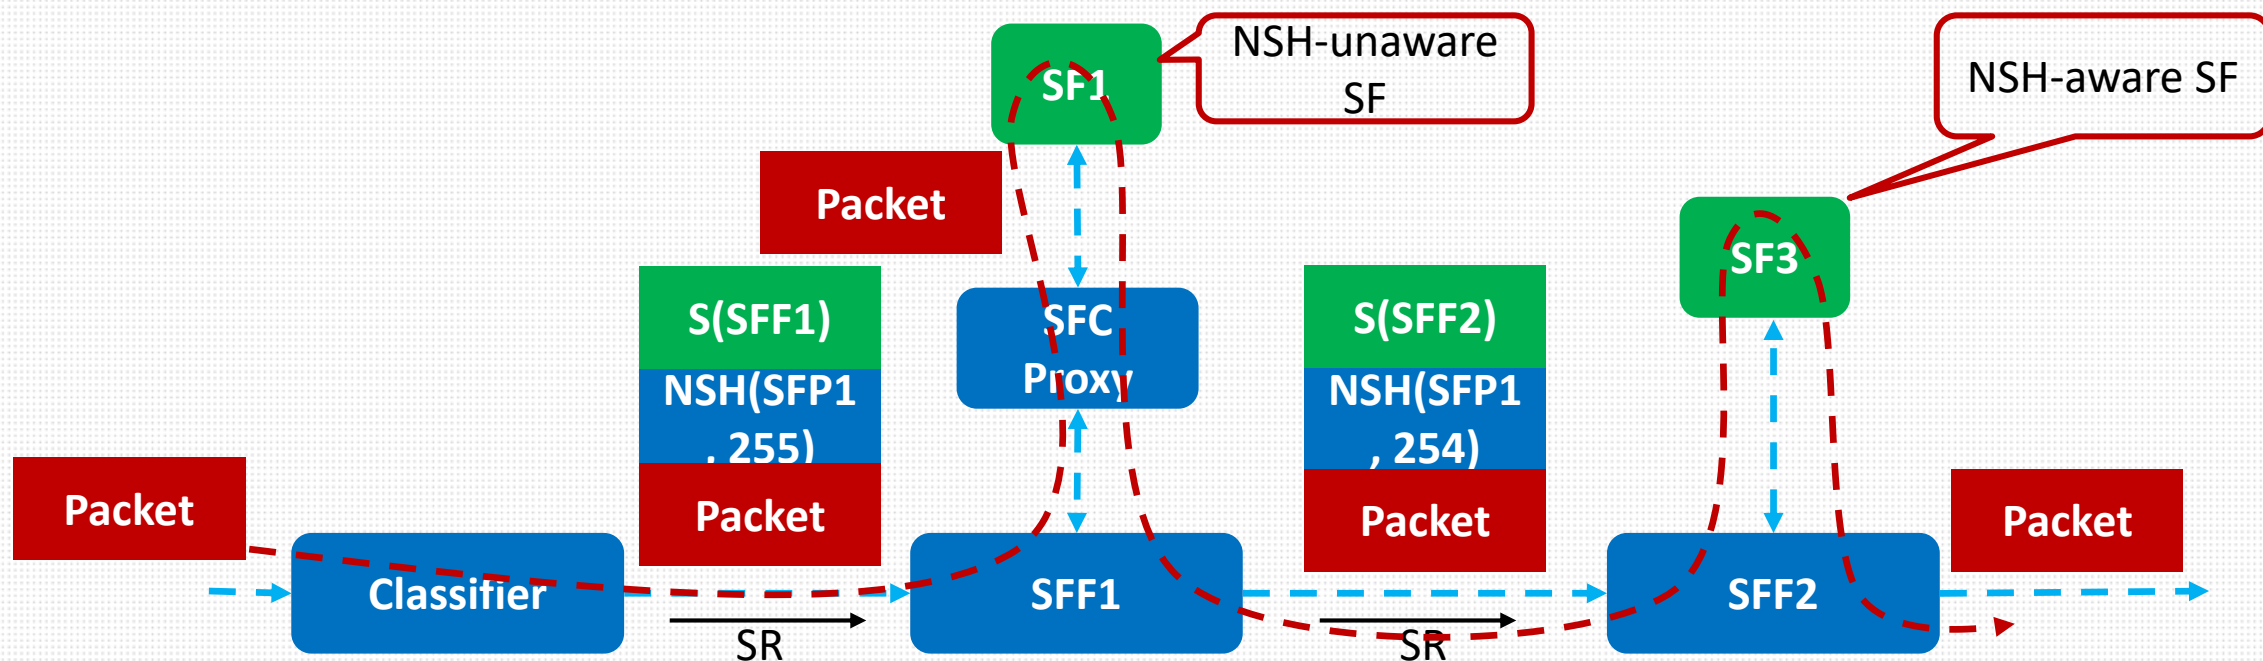 NSH-unaware
SF
SF1
NSH-aware SF
Packet
SF3
S(SFF1)
NSH(SFP1
, 255)
Packet
SFC
Proxy
S(SFF2)
NSH(SFP1
, 254)
Packet
Packet
Packet
Classifier
SFF1
SFF2
SR
SR